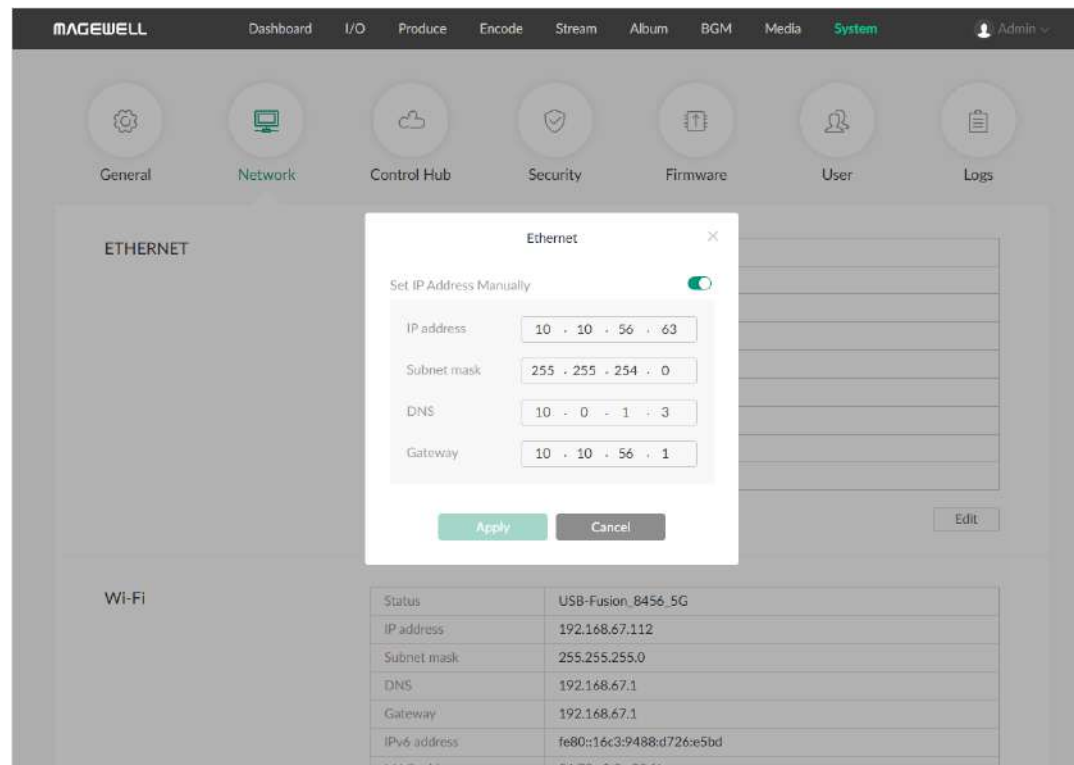 MAGEWELL Dashboard I/O Produce Encode Stream Album BGM Media System Admin
General Network Control Hub Security Firmware User Logs
ETHERNET
Ethernet
Set IP Address Manually
IP address 10 . 10 . 56 . 63
Subnet mask 255 . 255 . 254 . 0
DNS 10 . 0 . 1 . 3
Gateway 10 . 10 . 56 . 1
Apply Cancel
Edit
Wi-Fi
Status USB-Fusion_8456_5G
IP address 192.168.67.112
Subnet mask 255.255.255.0
DNS 192.168.67.1
Gateway 192.168.67.1
IPv6 address fe80::16c3:9488:d726:e5bd